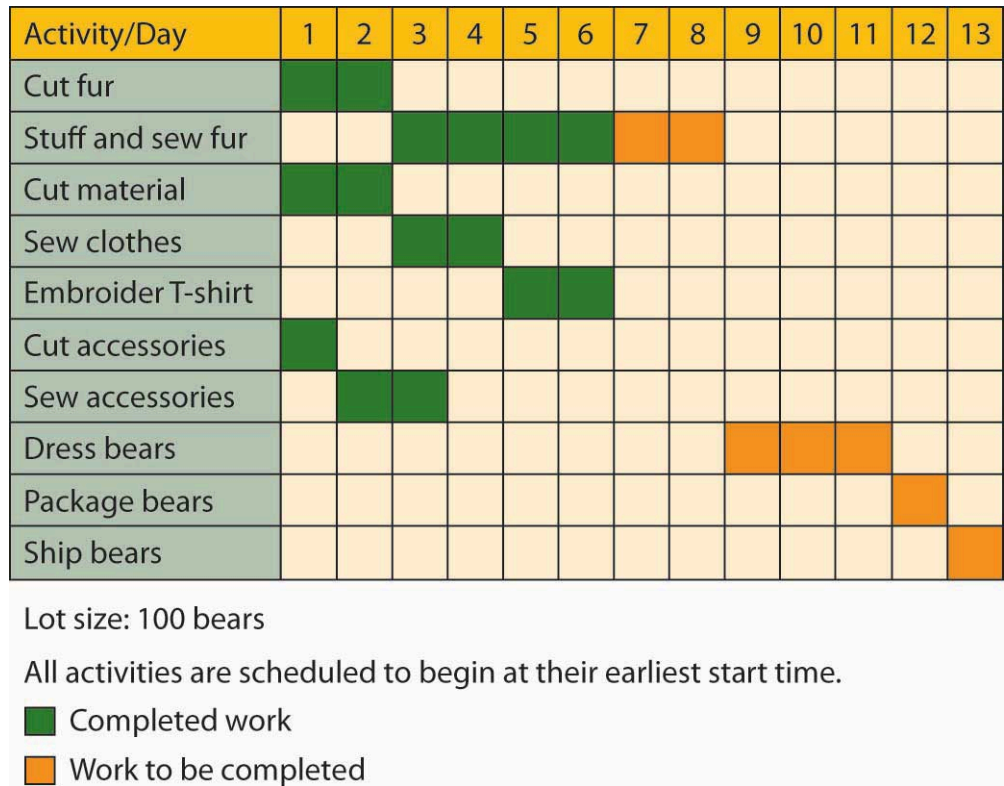 Activity/Day 1 2 3 4 5 6 7 8 9 10 11 12 13
Cut fur
Stuff and sew fur
Cut material
Sew clothes
Embroider T-shirt
Cut accessories
Sew accessories
Dress bears
Package bears
Ship bears
Lot size: 100 bears
All activities are scheduled to begin at their earliest start time.
Completed work
Work to be completed